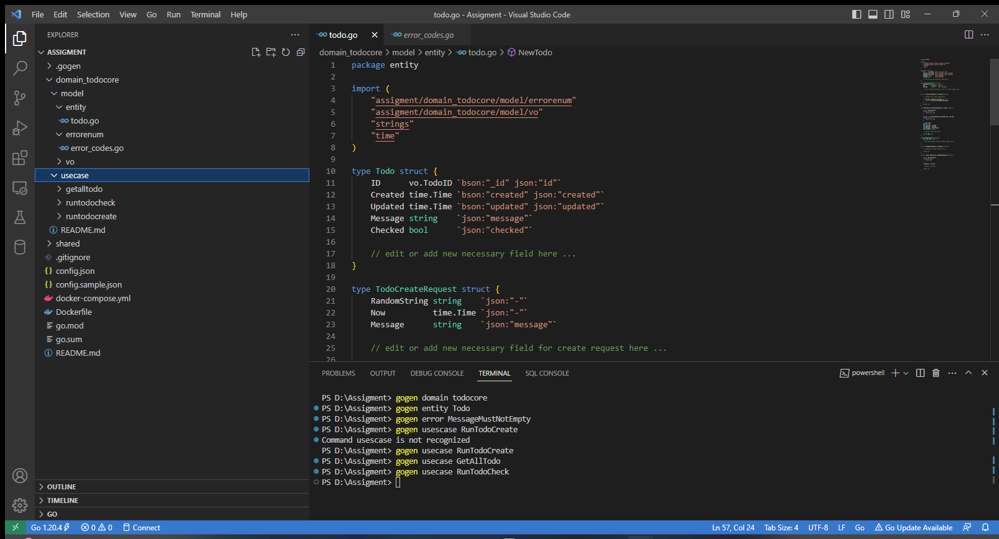 File Edit Selection View Go Run Terminal Help
todo.go - Assigment - Visual Studio Code
EXPLORER
ASSIGMENT
.gogen
domain_todocore
model
entity
todo.go
errorenum
error_codes.go
vo
usecase
getalltodo
runtodocheck
runtodocreate
README.md
shared
.gitignore
config.json
config.sample.json
docker-compose.yml
Dockerfile
go.mod
go.sum
README.md
OUTLINE
TIMELINE
GO
todo.go error_codes.go
domain_todocore > model > entity > todo.go > NewTodo
1 package entity
2
3 import (
4 "assigment/domain_todocore/model/errorenum"
5 "assigment/domain_todocore/model/vo"
6 "strings"
7 "time"
8 )
9
10 type Todo struct {
11 ID vo.TodoID `bson:"_id" json:"id"`
12 Created time.Time `bson:"created" json:"created"`
13 Updated time.Time `bson:"updated" json:"updated"`
14 Message string `json:"message"`
15 Checked bool `json:"checked"`
16
17 // edit or add new necessary field here ...
18 }
19
20 type TodoCreateRequest struct {
21 RandomString string `json:"-"`
22 Now time.Time `json:"-"`
23 Message string `json:"message"`
24
25 // edit or add new necessary field for create request here ...
26
PROBLEMS OUTPUT DEBUG CONSOLE TERMINAL SQL CONSOLE
powershell
PS D:\Assigment> gogen domain todocore
PS D:\Assigment> gogen entity Todo
PS D:\Assigment> gogen error MessageMustNotEmpty
PS D:\Assigment> gogen usescase RunTodoCreate
Command usescase is not recognized
PS D:\Assigment> gogen usecase RunTodoCreate
PS D:\Assigment> gogen usecase GetAllTodo
PS D:\Assigment> gogen usecase RunTodoCheck
PS D:\Assigment>
Go 1.20.4 0 0 Connect
Ln 57, Col 24 Tab Size: 4 UTF-8 LF Go Go Update Available